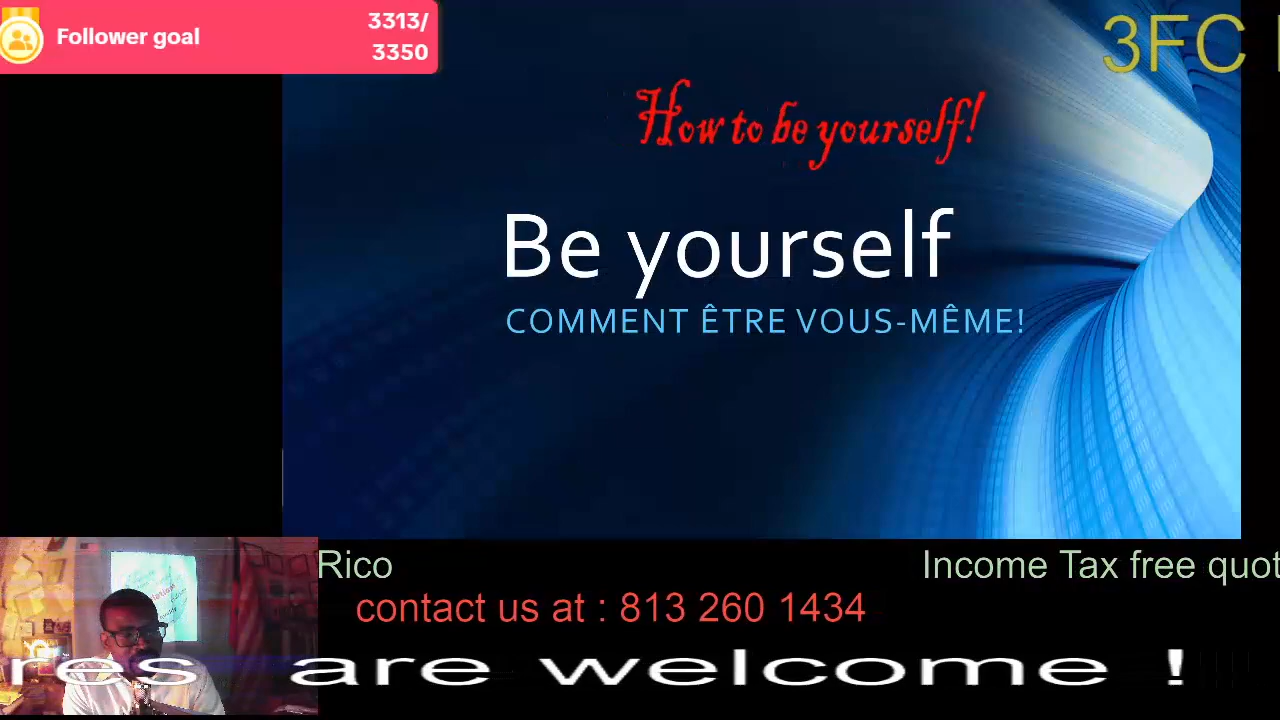 Follower goal
3313/
3350
3FC
How to be yourself!
Be yourself
COMMENT ÊTRE VOUS-MÊME!
Rico
Income Tax free quot
contact us at : 813 260 1434
res are welcome !